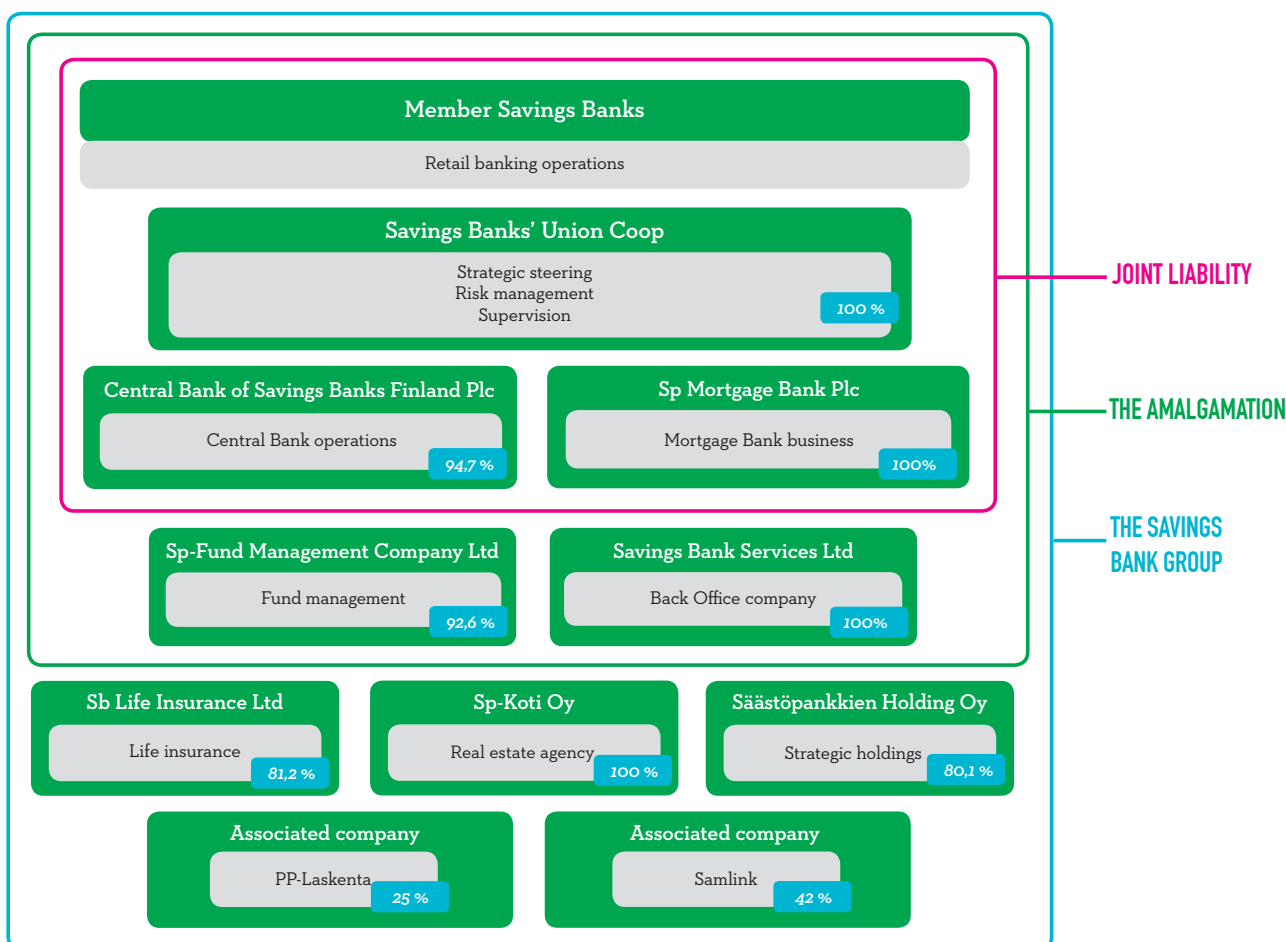 Member Savings Banks
Retail banking operations
Savings Banks' Union Coop
Strategic steering
Risk management
Supervision
100 %
JOINT LIABILITY
Central Bank of Savings Banks Finland Plc
Central Bank operations
94,7 %
Sp Mortgage Bank Plc
Mortgage Bank business
100%
THE AMALGAMATION
Sp-Fund Management Company Ltd
Fund management
92,6 %
Savings Bank Services Ltd
Back Office company
100%
THE SAVINGS
BANK GROUP
Sb Life Insurance Ltd
Life insurance
81,2 %
Sp-Koti Oy
Real estate agency
100 %
Säästöpankkien Holding Oy
Strategic holdings
80,1 %
Associated company
PP-Laskenta
25 %
Associated company
Samlink
42 %